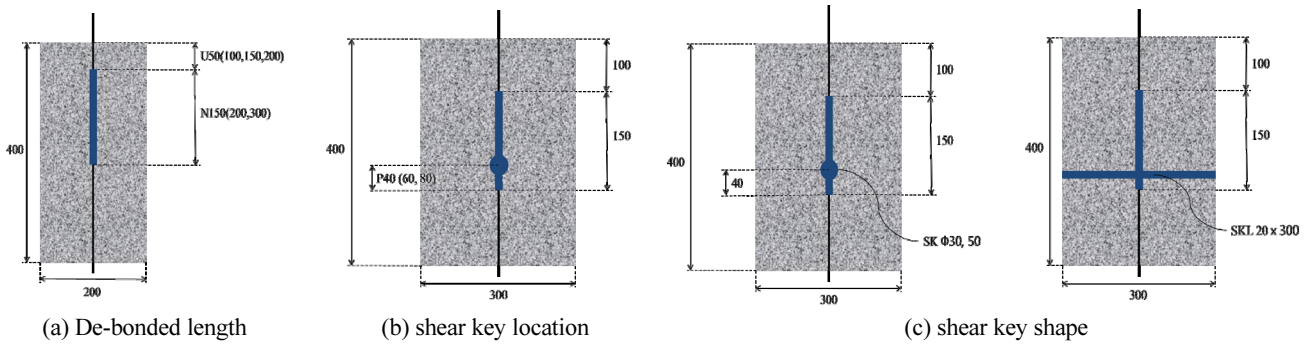 U50(100,150,200)
N150(200,300)
400
200
(a) De-bonded length
100
150
400
P40 (60, 80)
300
(b) shear key location
100
150
400
40
SK Φ30, 50
300
100
150
400
SKL 20 x 300
300
(c) shear key shape